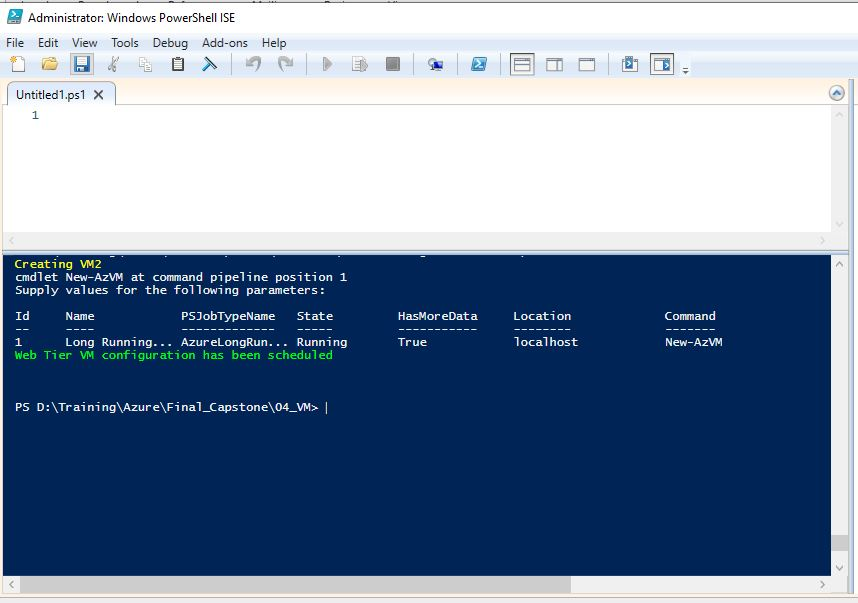 Administrator: Windows PowerShell ISE
File Edit View Tools Debug Add-ons Help
Untitled1.ps1
1
Creating VM2
cmdlet New-AzVM at command pipeline position 1
Supply values for the following parameters:
Id Name PSJobTypeName State HasMoreData Location Command
-- ---- ------------- ----- ----------- -------- -------
1 Long Running... AzureLongRun... Running True localhost New-AzVM
Web Tier VM configuration has been scheduled
PS D:\Training\Azure\Final_Capstone\04_VM>